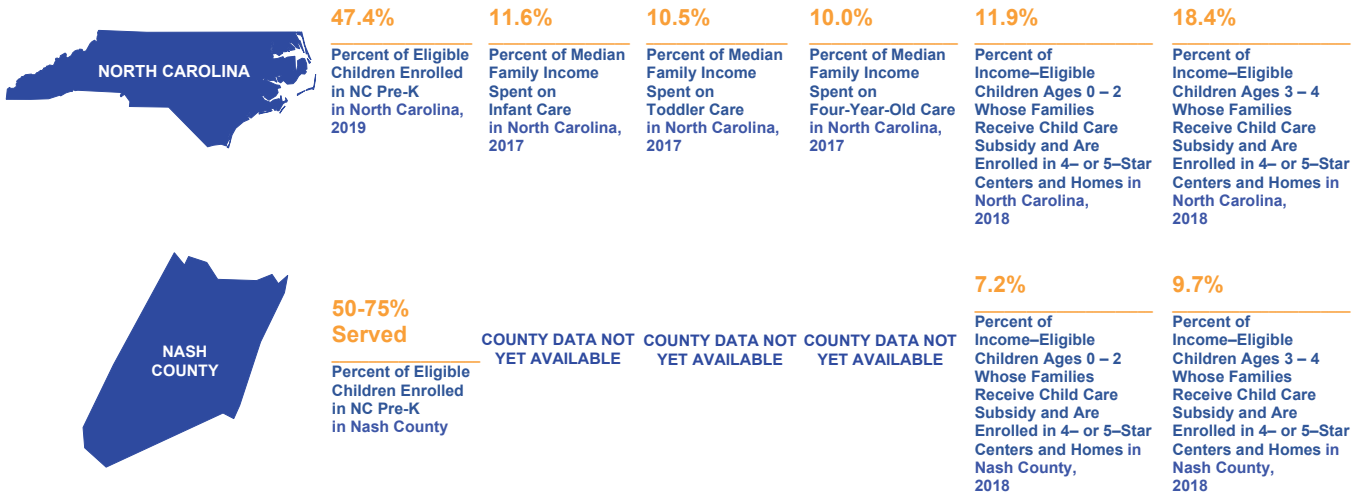 NORTH CAROLINA
47.4%
Percent of Eligible
Children Enrolled
in NC Pre-K
in North Carolina,
2019
11.6%
Percent of Median
Family Income
Spent on
Infant Care
in North Carolina,
2017
10.5%
Percent of Median
Family Income
Spent on
Toddler Care
in North Carolina,
2017
10.0%
Percent of Median
Family Income
Spent on
Four-Year-Old Care
in North Carolina,
2017
11.9%
Percent of
Income–Eligible
Children Ages 0 – 2
Whose Families
Receive Child Care
Subsidy and Are
Enrolled in 4– or 5–Star
Centers and Homes in
North Carolina,
2018
18.4%
Percent of
Income–Eligible
Children Ages 3 – 4
Whose Families
Receive Child Care
Subsidy and Are
Enrolled in 4– or 5–Star
Centers and Homes in
North Carolina,
2018
NASH
COUNTY
50-75%
Served
Percent of Eligible
Children Enrolled
in NC Pre-K
in Nash County
COUNTY DATA NOT
YET AVAILABLE
COUNTY DATA NOT
YET AVAILABLE
COUNTY DATA NOT
YET AVAILABLE
7.2%
Percent of
Income–Eligible
Children Ages 0 – 2
Whose Families
Receive Child Care
Subsidy and Are
Enrolled in 4– or 5–Star
Centers and Homes in
Nash County,
2018
9.7%
Percent of
Income–Eligible
Children Ages 3 – 4
Whose Families
Receive Child Care
Subsidy and Are
Enrolled in 4– or 5–Star
Centers and Homes in
Nash County,
2018